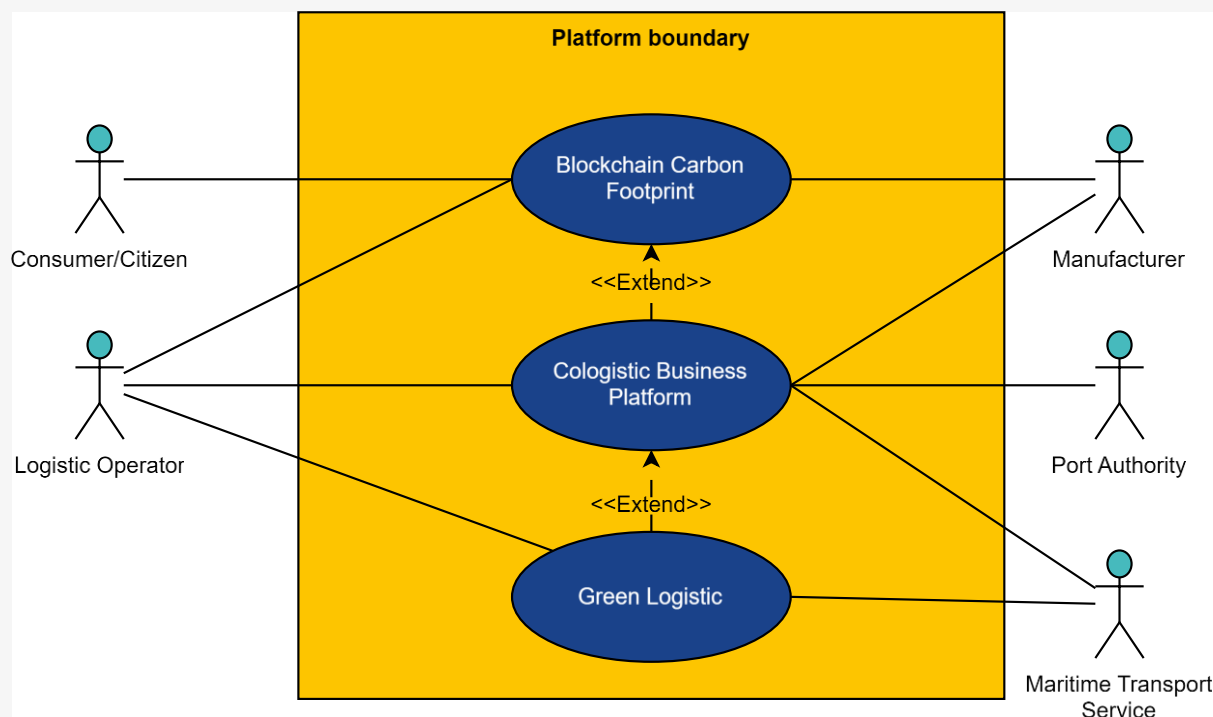 Platform boundary
Blockchain Carbon
Footprint
Consumer/Citizen
Manufacturer
<<Extend>>
Cologistic Business
Platform
Logistic Operator
Port Authority
<<Extend>>
Green Logistic
Maritime Transport
Service